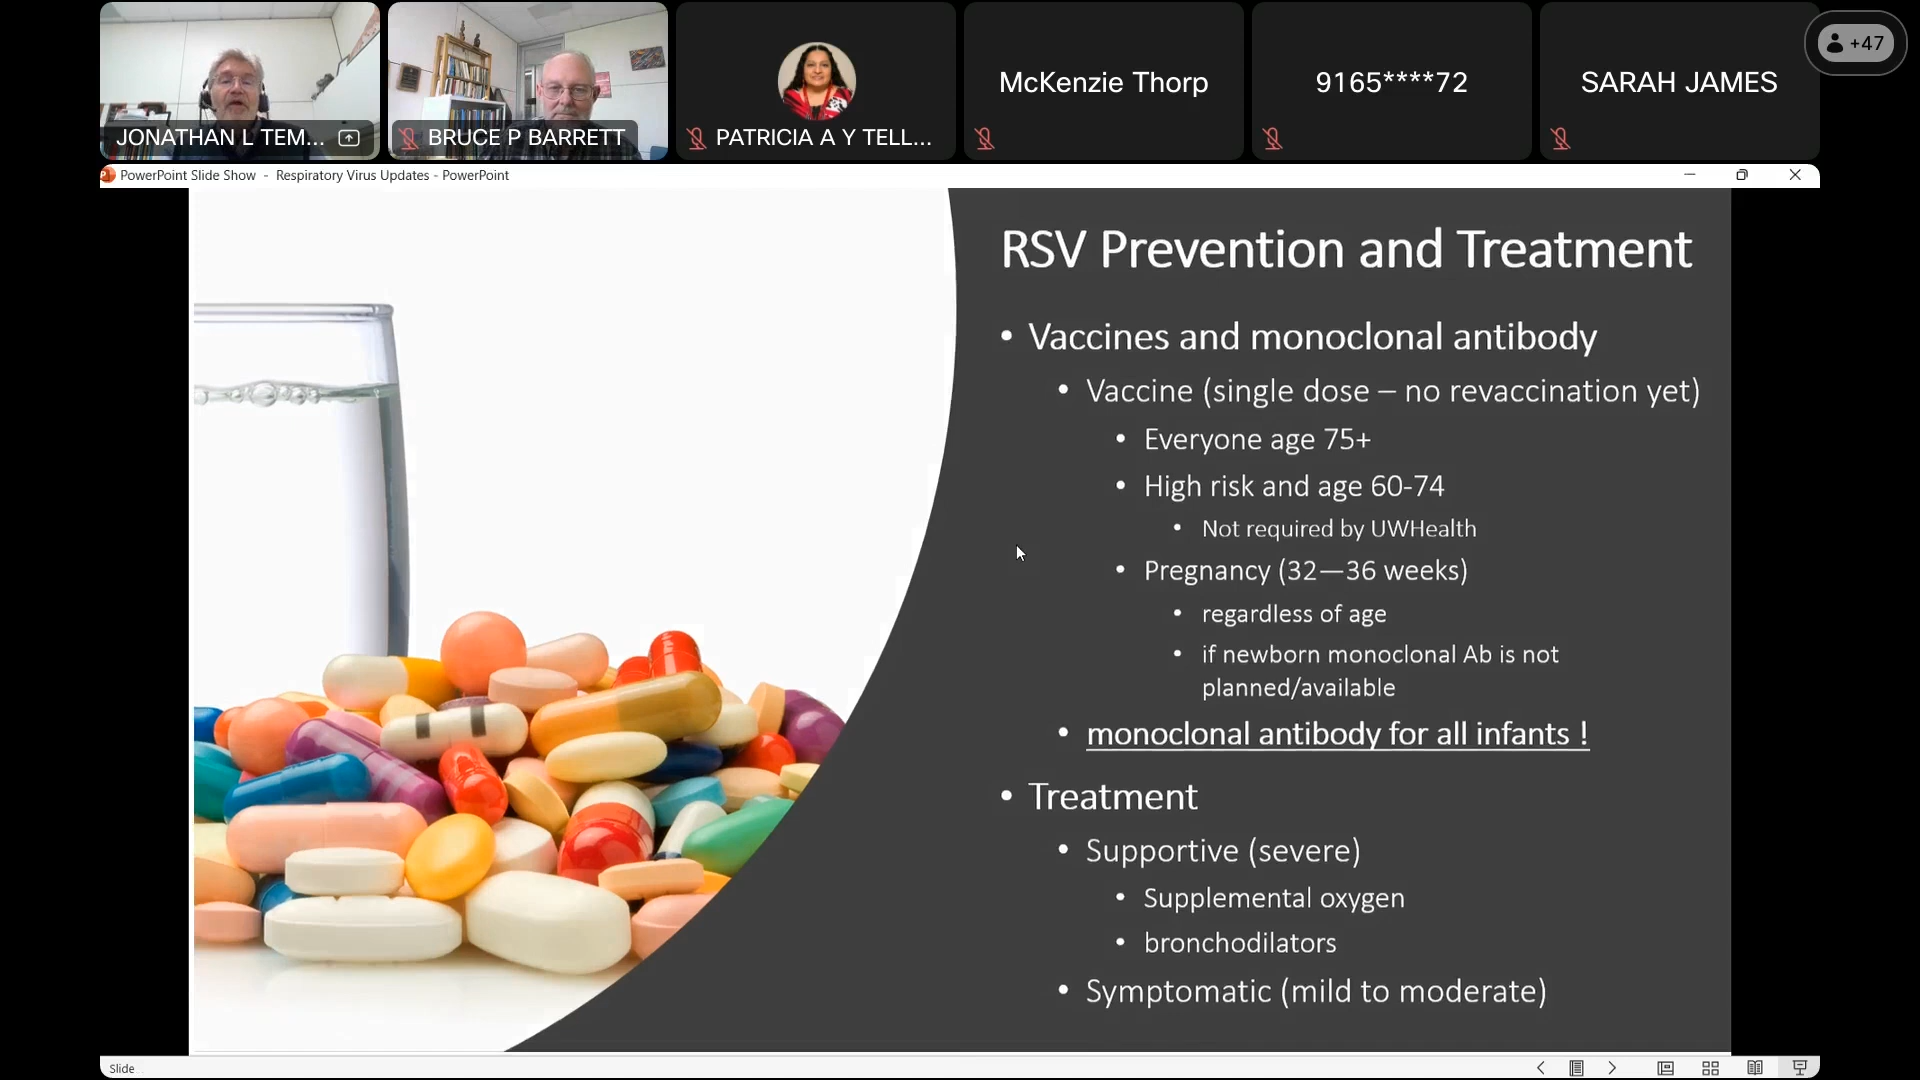 JONATHAN L TEM...
BRUCE P BARRETT
PATRICIA A Y TELL...
McKenzie Thorp
9165****72
SARAH JAMES
+47
PowerPoint Slide Show - Respiratory Virus Updates - PowerPoint
RSV Prevention and Treatment
• Vaccines and monoclonal antibody
• Vaccine (single dose – no revaccination yet)
• Everyone age 75+
• High risk and age 60-74
• Not required by UWHealth
• Pregnancy (32—36 weeks)
• regardless of age
• if newborn monoclonal Ab is not
planned/available
• monoclonal antibody for all infants !
• Treatment
• Supportive (severe)
• Supplemental oxygen
• bronchodilators
• Symptomatic (mild to moderate)
Slide